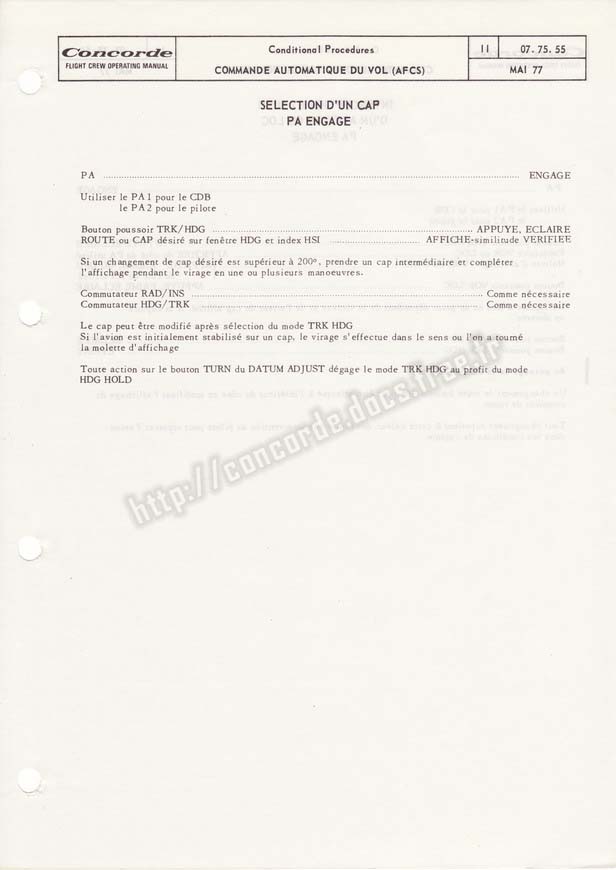 Concorde
FLIGHT CREW OPERATING MANUAL
Conditional Procedures
COMMANDE AUTOMATIQUE DU VOL (AFCS)
11
07. 75. 55
MAI 77
SELECTION D'UN CAP
PA ENGAGE
PA ........ ENGAGE
Utiliser le PA1 pour le CDB
le PA2 pour le pilote
Bouton poussoir TRK/HDG ........ APPUYE, ECLAIRE
ROUTE ou CAP désiré sur fenêtre HDG et index HSI ........ AFFICHE-similitude VERIFIEE
Si un changement de cap désiré est supérieur à 200°, prendre un cap intermédiaire et compléter
l'affichage pendant le virage en une ou plusieurs manoeuvres.
Commutateur RAD/INS ........ Comme nécessaire
Commutateur HDG/TRK ........ Comme nécessaire
Le cap peut être modifié après sélection du mode TRK HDG
Si l'avion est initialement stabilisé sur un cap, le virage s'effectue dans le sens ou l'on a tourné
la molette d'affichage
Toute action sur le bouton TURN du DATUM ADJUST dégage le mode TRK HDG au profit du mode
HDG HOLD
http://concorde.docs.free.fr